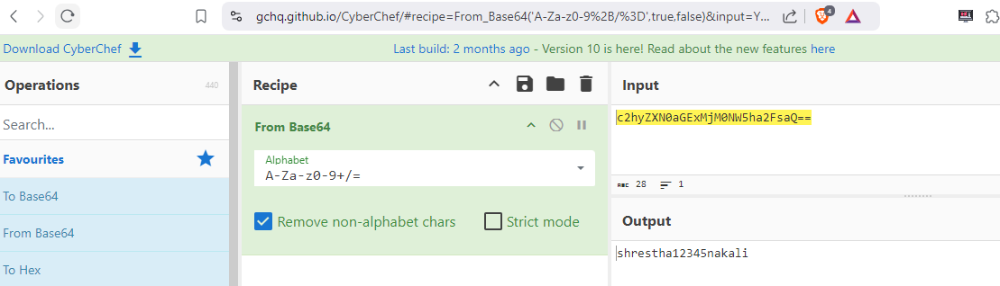 gchq.github.io/CyberChef/#recipe=From_Base64('A-Za-z0-9%2B/%3D',true,false)&input=Y...
4
Download CyberChef
Last build: 2 months ago - Version 10 is here! Read about the new features here
Operations
440
Search...
Favourites
To Base64
From Base64
To Hex
Recipe
From Base64
Alphabet
A-Za-z0-9+/=
Remove non-alphabet chars
Strict mode
Input
c2hyZXN0aGExMjM0NW5ha2FsaQ==
ABC 28 1
Output
shrestha12345nakali